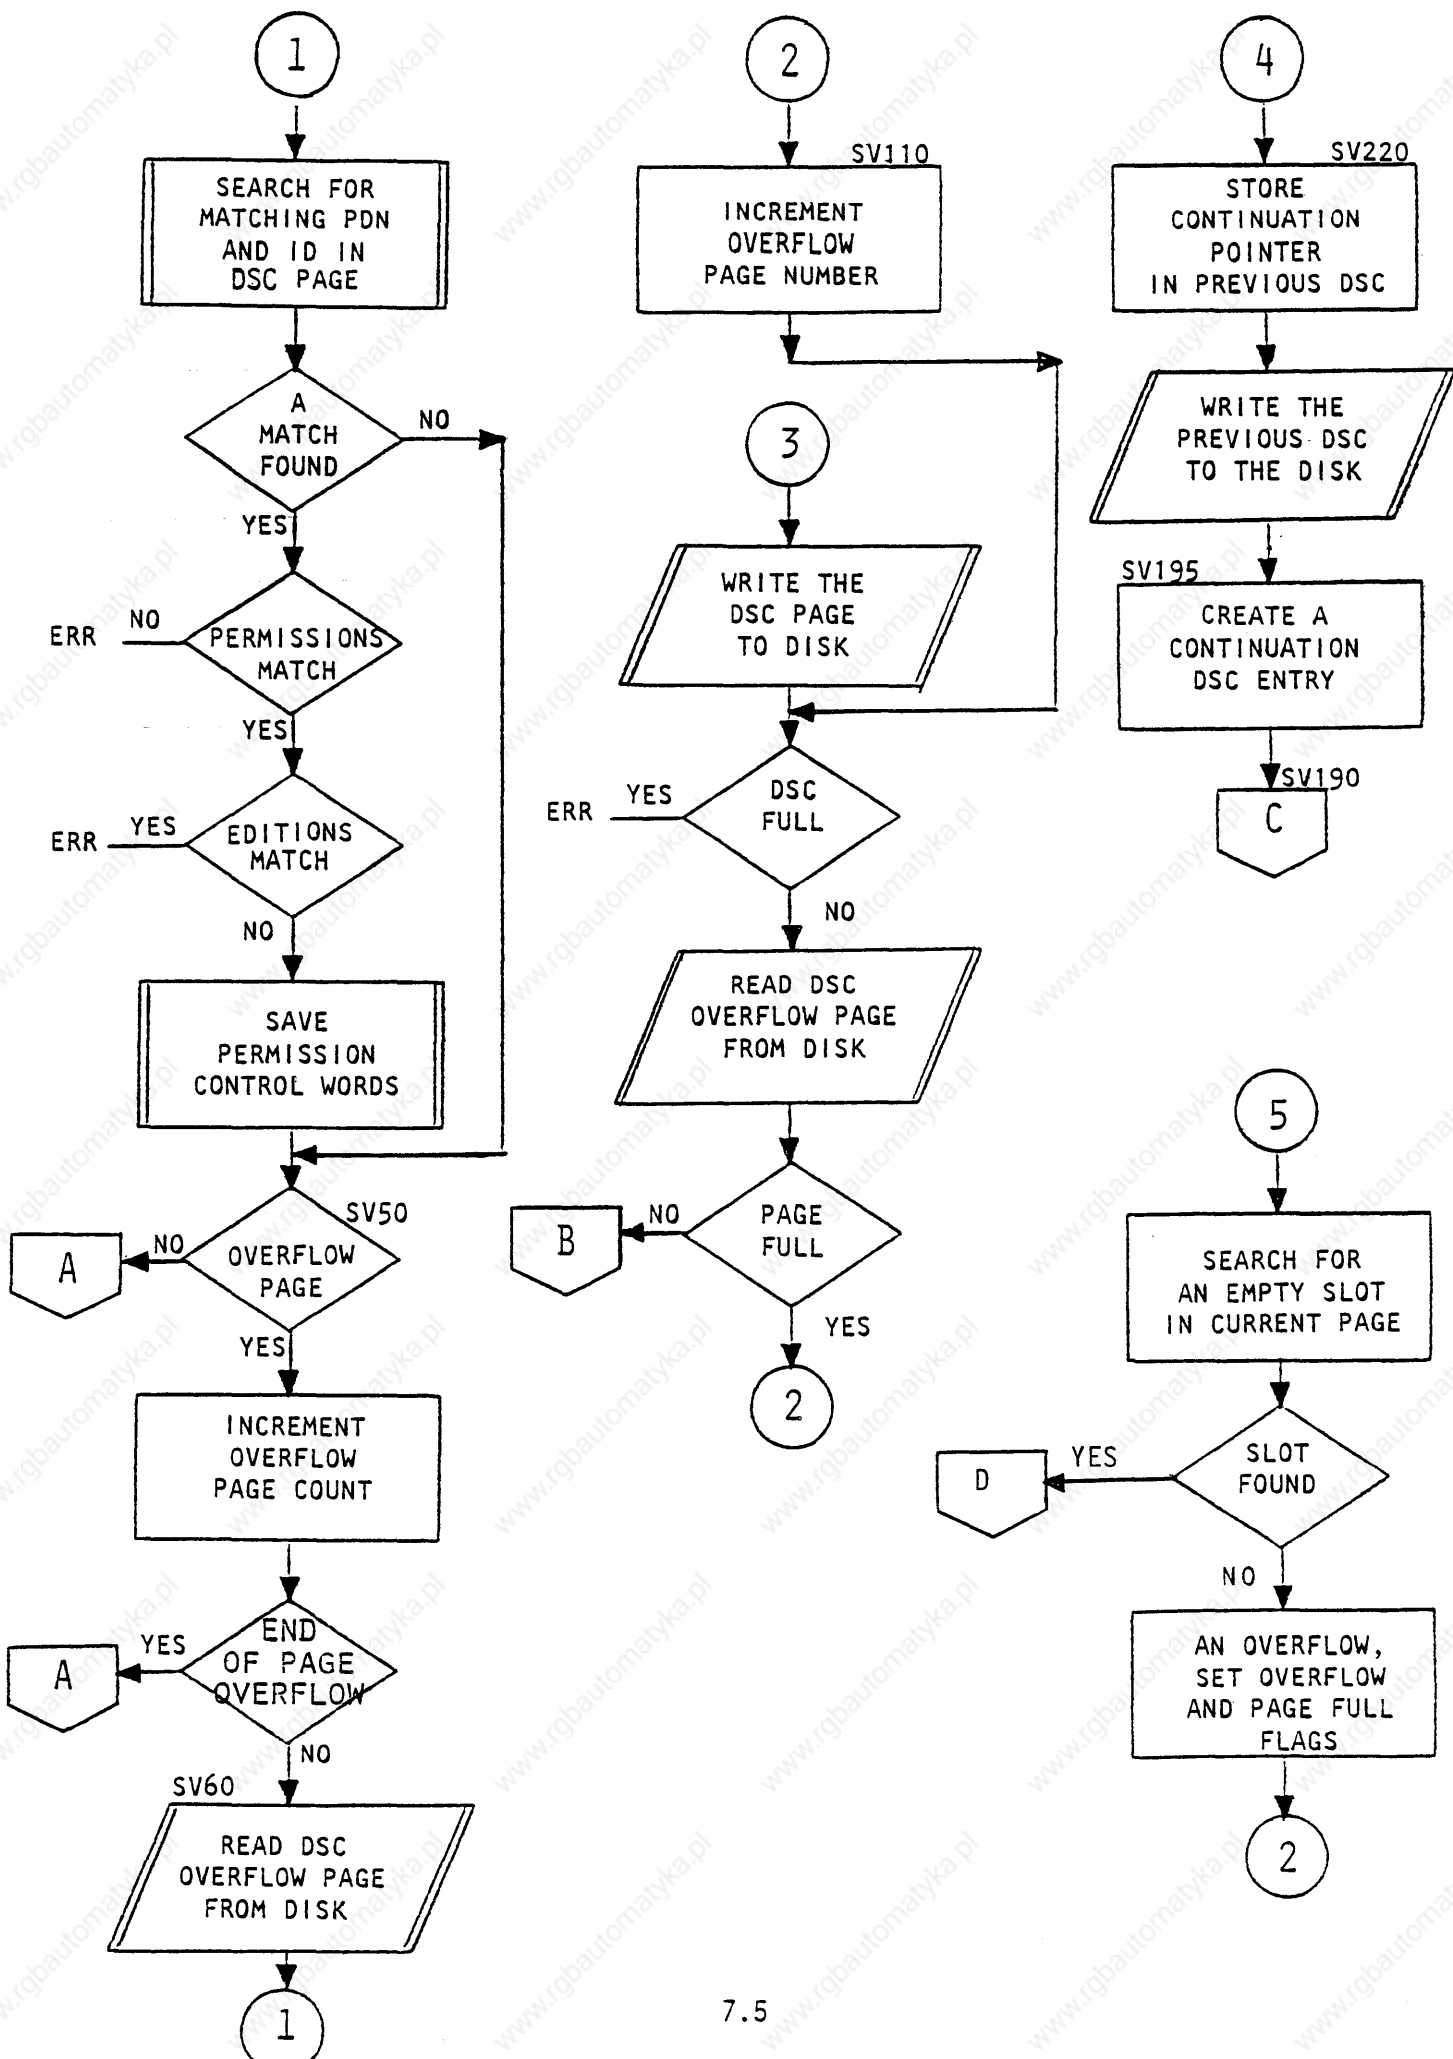 1
SEARCH FOR
MATCHING PDN
AND ID IN
DSC PAGE
A
MATCH
FOUND
NO
YES
PERMISSIONS
MATCH
NO
ERR
YES
EDITIONS
MATCH
YES
ERR
NO
SAVE
PERMISSION
CONTROL WORDS
SV50
OVERFLOW
PAGE
NO
A
YES
INCREMENT
OVERFLOW
PAGE COUNT
END
OF PAGE
OVERFLOW
YES
A
NO
SV60
READ DSC
OVERFLOW PAGE
FROM DISK
1
2
SV110
INCREMENT
OVERFLOW
PAGE NUMBER
3
WRITE THE
DSC PAGE
TO DISK
DSC
FULL
YES
ERR
NO
READ DSC
OVERFLOW PAGE
FROM DISK
PAGE
FULL
NO
B
YES
2
4
SV220
STORE
CONTINUATION
POINTER
IN PREVIOUS DSC
WRITE THE
PREVIOUS DSC
TO THE DISK
SV195
CREATE A
CONTINUATION
DSC ENTRY
SV190
C
5
SEARCH FOR
AN EMPTY SLOT
IN CURRENT PAGE
SLOT
FOUND
YES
D
NO
AN OVERFLOW,
SET OVERFLOW
AND PAGE FULL
FLAGS
2
7.5
www.rgbautomatyka.pl